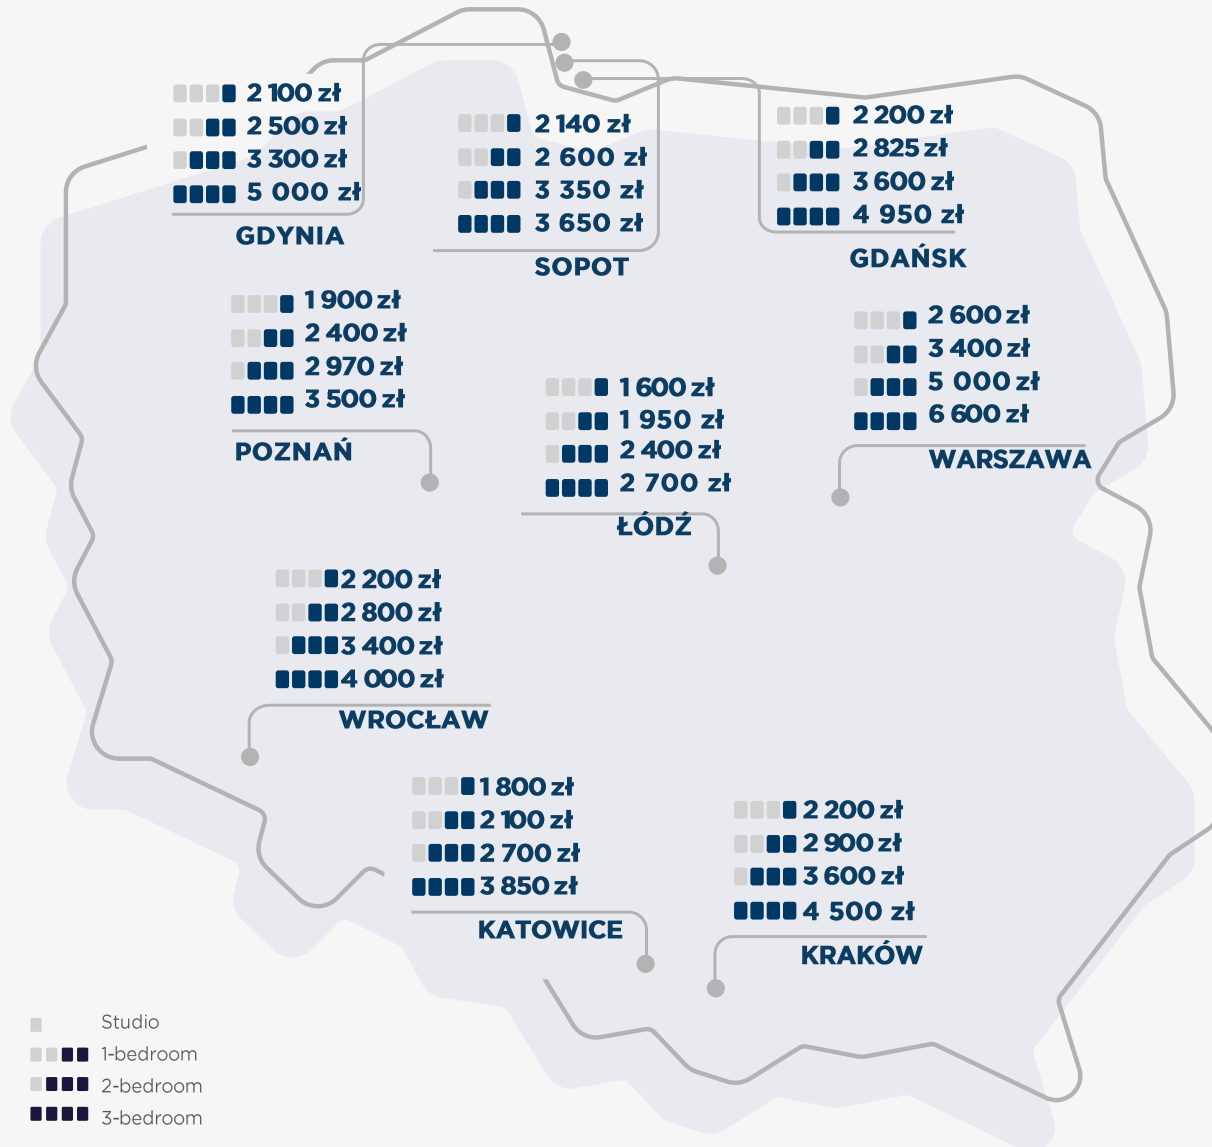 2 100 zł
2 500 zł
3 300 zł
5 000 zł
GDYNIA
2 140 zł
2 600 zł
3 350 zł
3 650 zł
SOPOT
2 200 zł
2 825 zł
3 600 zł
4 950 zł
GDAŃSK
1 900 zł
2 400 zł
2 970 zł
3 500 zł
POZNAŃ
1 600 zł
1 950 zł
2 400 zł
2 700 zł
ŁÓDŹ
2 600 zł
3 400 zł
5 000 zł
6 600 zł
WARSZAWA
2 200 zł
2 800 zł
3 400 zł
4 000 zł
WROCŁAW
1 800 zł
2 100 zł
2 700 zł
3 850 zł
KATOWICE
2 200 zł
2 900 zł
3 600 zł
4 500 zł
KRAKÓW
Studio
1-bedroom
2-bedroom
3-bedroom